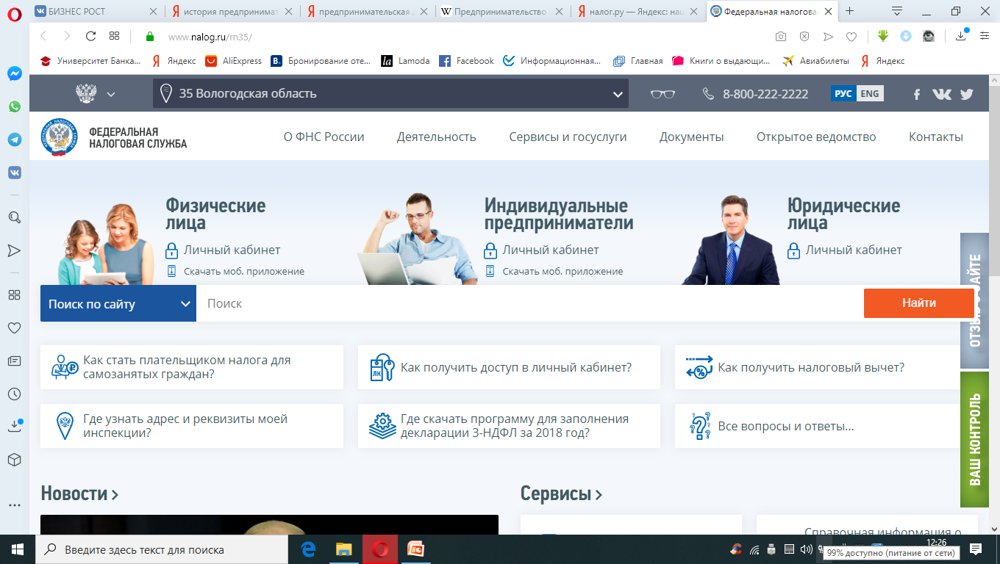 БИЗНЕС РОСТ
история предпринимат
предпринимательская д
Предпринимательство
налог.ру — Яндекс: наш
Федеральная налогова
www.nalog.ru/rn35/
Университет Банка...
Яндекс
AliExpress
Бронирование оте...
Lamoda
Facebook
Информационная...
Главная
Книги о выдающи...
Авиабилеты
Яндекс
35 Вологодская область
8-800-222-2222
РУС ENG
ФЕДЕРАЛЬНАЯ
НАЛОГОВАЯ СЛУЖБА
О ФНС России
Деятельность
Сервисы и госуслуги
Документы
Открытое ведомство
Контакты
Физические
лица
Личный кабинет
Скачать моб. приложение
Индивидуальные
предприниматели
Личный кабинет
Скачать моб. приложение
Юридические
лица
Личный кабинет
Поиск по сайту
Поиск
Найти
Как стать плательщиком налога для
самозанятых граждан?
ЛК
Как получить доступ в личный кабинет?
Как получить налоговый вычет?
Где узнать адрес и реквизиты моей
инспекции?
Где скачать программу для заполнения
декларации 3-НДФЛ за 2018 год?
Все вопросы и ответы...
ВАШ КОНТРОЛЬ
Новости
Сервисы
Справочная информация о
Введите здесь текст для поиска
12:26
99% доступно (питание от сети)